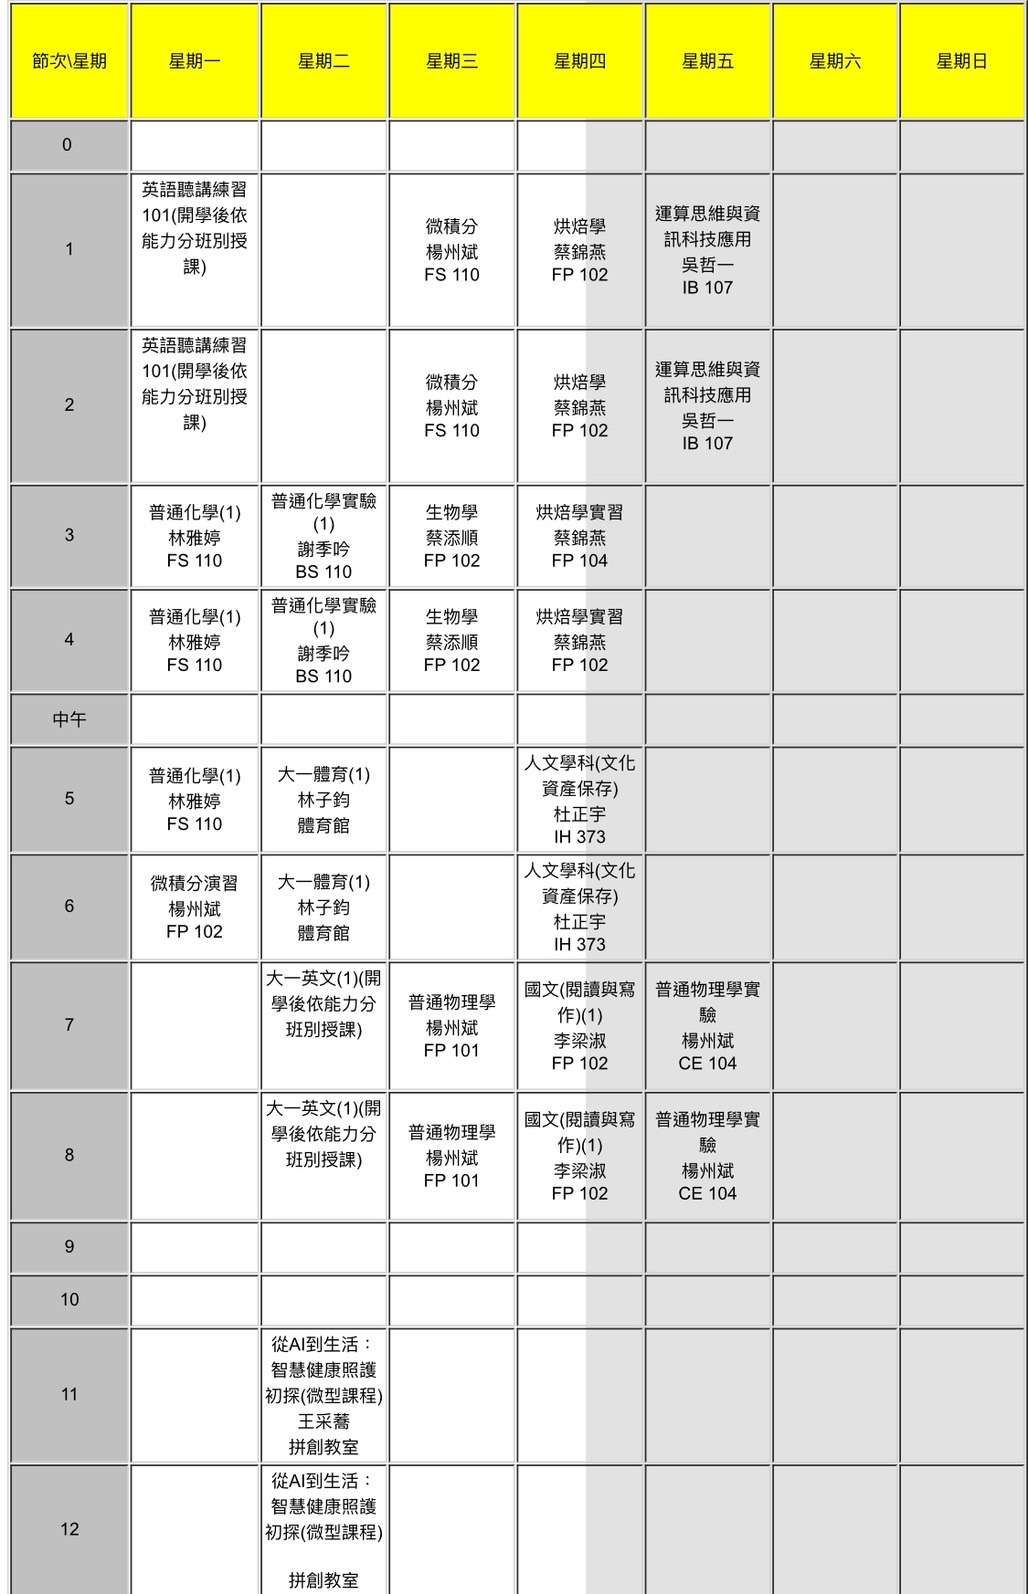 節次\星期 星期一 星期二 星期三 星期四 星期五 星期六 星期日
0
1
英語聽講練習
101(開學後依
能力分班別授
課)
微積分
楊州斌
FS 110
烘焙學
蔡錦燕
FP 102
運算思維與資
訊科技應用
吳哲一
IB 107
2
英語聽講練習
101(開學後依
能力分班別授
課)
微積分
楊州斌
FS 110
烘焙學
蔡錦燕
FP 102
運算思維與資
訊科技應用
吳哲一
IB 107
3
普通化學(1)
林雅婷
FS 110
普通化學實驗
(1)
謝季吟
BS 110
生物學
蔡添順
FP 102
烘焙學實習
蔡錦燕
FP 104
4
普通化學(1)
林雅婷
FS 110
普通化學實驗
(1)
謝季吟
BS 110
生物學
蔡添順
FP 102
烘焙學實習
蔡錦燕
FP 102
中午
5
普通化學(1)
林雅婷
FS 110
大一體育(1)
林子鈞
體育館
人文學科(文化
資產保存)
杜正宇
IH 373
6
微積分演習
楊州斌
FP 102
大一體育(1)
林子鈞
體育館
人文學科(文化
資產保存)
杜正宇
IH 373
7
大一英文(1)(開
學後依能力分
班別授課)
普通物理學
楊州斌
FP 101
國文(閱讀與寫
作)(1)
李梁淑
FP 102
普通物理學實
驗
楊州斌
CE 104
8
大一英文(1)(開
學後依能力分
班別授課)
普通物理學
楊州斌
FP 101
國文(閱讀與寫
作)(1)
李梁淑
FP 102
普通物理學實
驗
楊州斌
CE 104
9
10
11
從AI到生活：
智慧健康照護
初探(微型課程)
王采蕎
拼創教室
12
從AI到生活：
智慧健康照護
初探(微型課程)
拼創教室